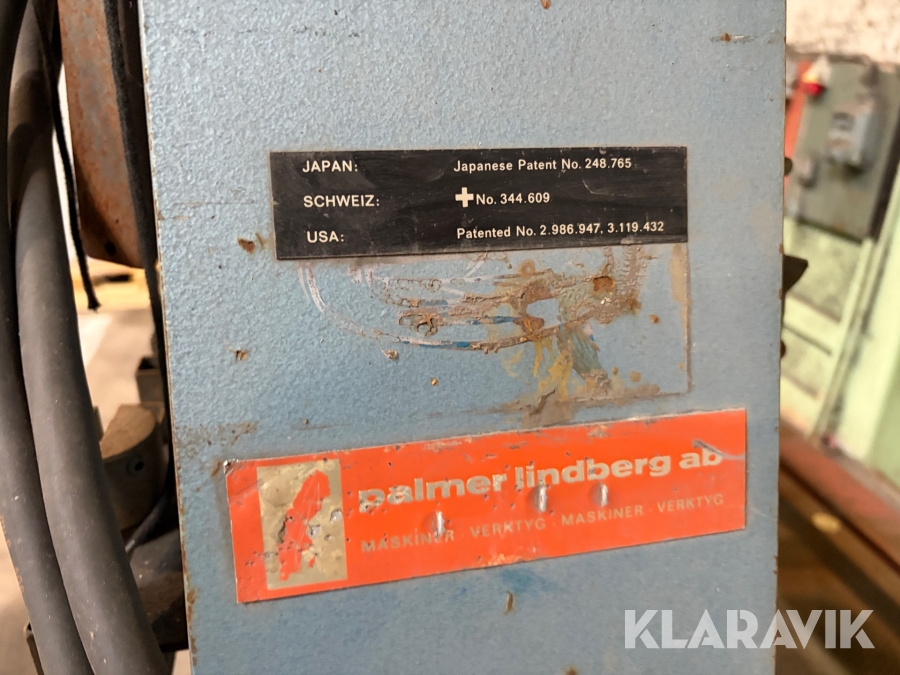 JAPAN: Japanese Patent No. 248.765
SCHWEIZ: No. 344.609
USA: Patented No. 2.986.947, 3.119.432
palmer lindberg ab
MASKINER · VERKTYG · MASKINER · VERKTYG
KLARAVIK